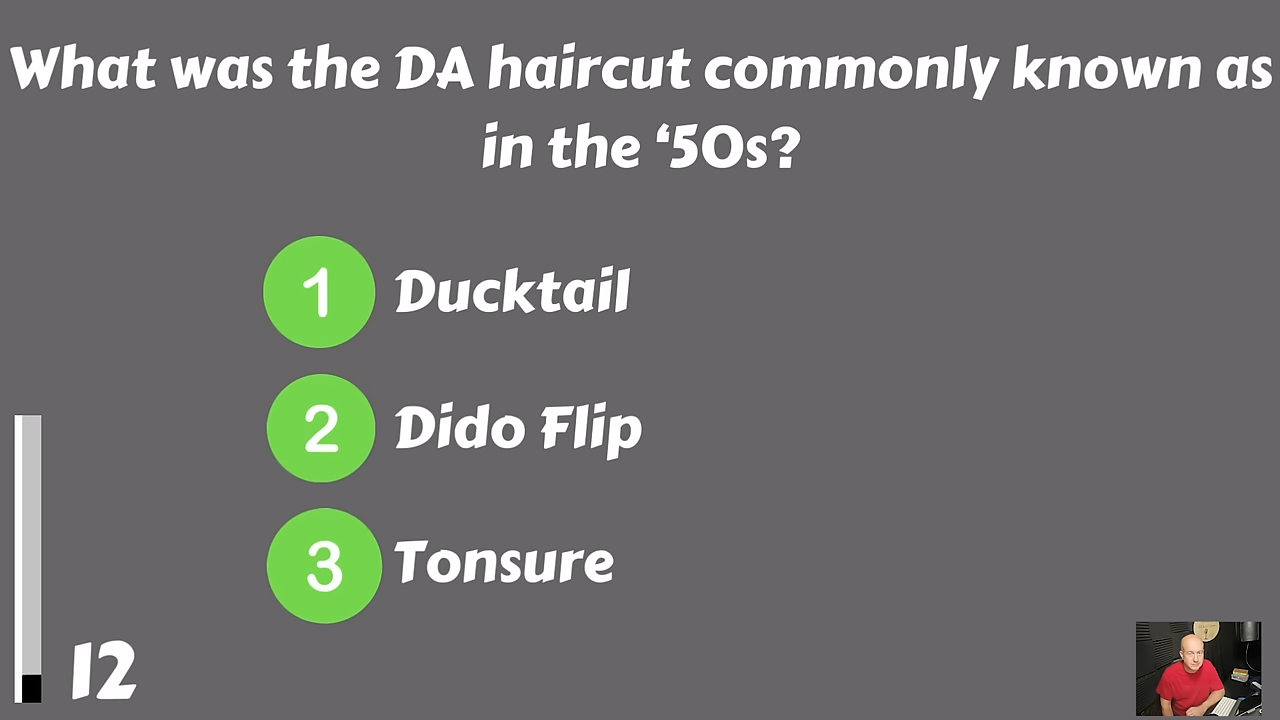 What was the DA haircut commonly known as
in the ‘50s?
1 Ducktail
2 Dido Flip
3 Tonsure
12